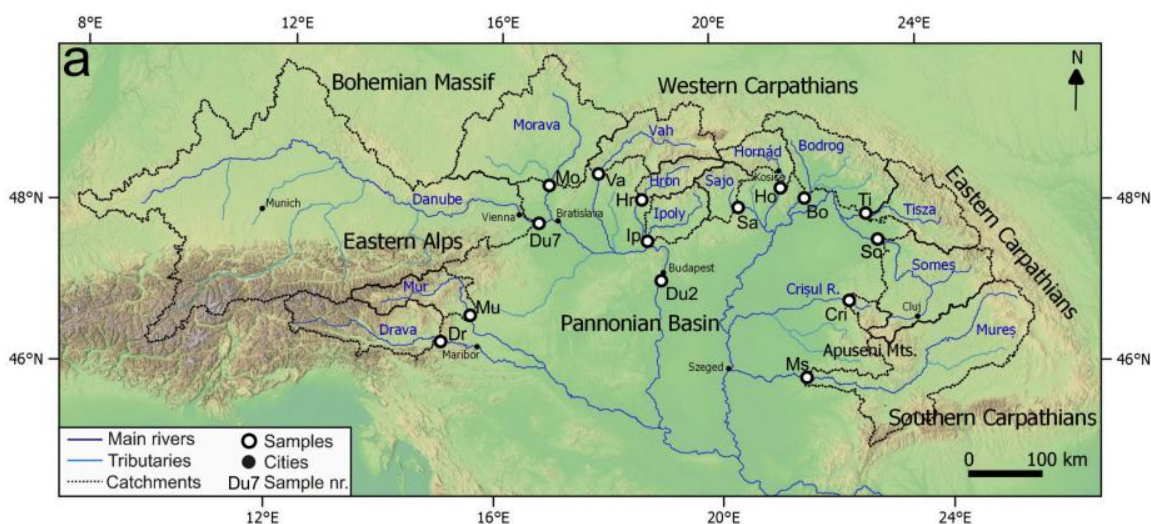 8°E 12°E 16°E 20°E 24°E
a
N
Bohemian Massif
Western Carpathians
Morava
Vah
Hornád
Bodrog
Košice
Mo
Va
Hron
Sajo
Ho
48°N
48°N
Munich
Danube
Hr
Bo
Ti
Tisza
Eastern Carpathians
Vienna
Bratislava
Ipoly
Sa
Eastern Alps
Du7
Ip
So
Someș
Budapest
Mur
Du2
Crișul R.
Mu
Cri
Cluj
Mureș
Pannonian Basin
Drava
Dr
Maribor
Apuseni Mts.
46°N
46°N
Szeged
Ms
Southern Carpathians
Main rivers
Samples
Tributaries
Cities
Catchments
Du7 Sample nr.
0 100 km
12°E 16°E 20°E 24°E